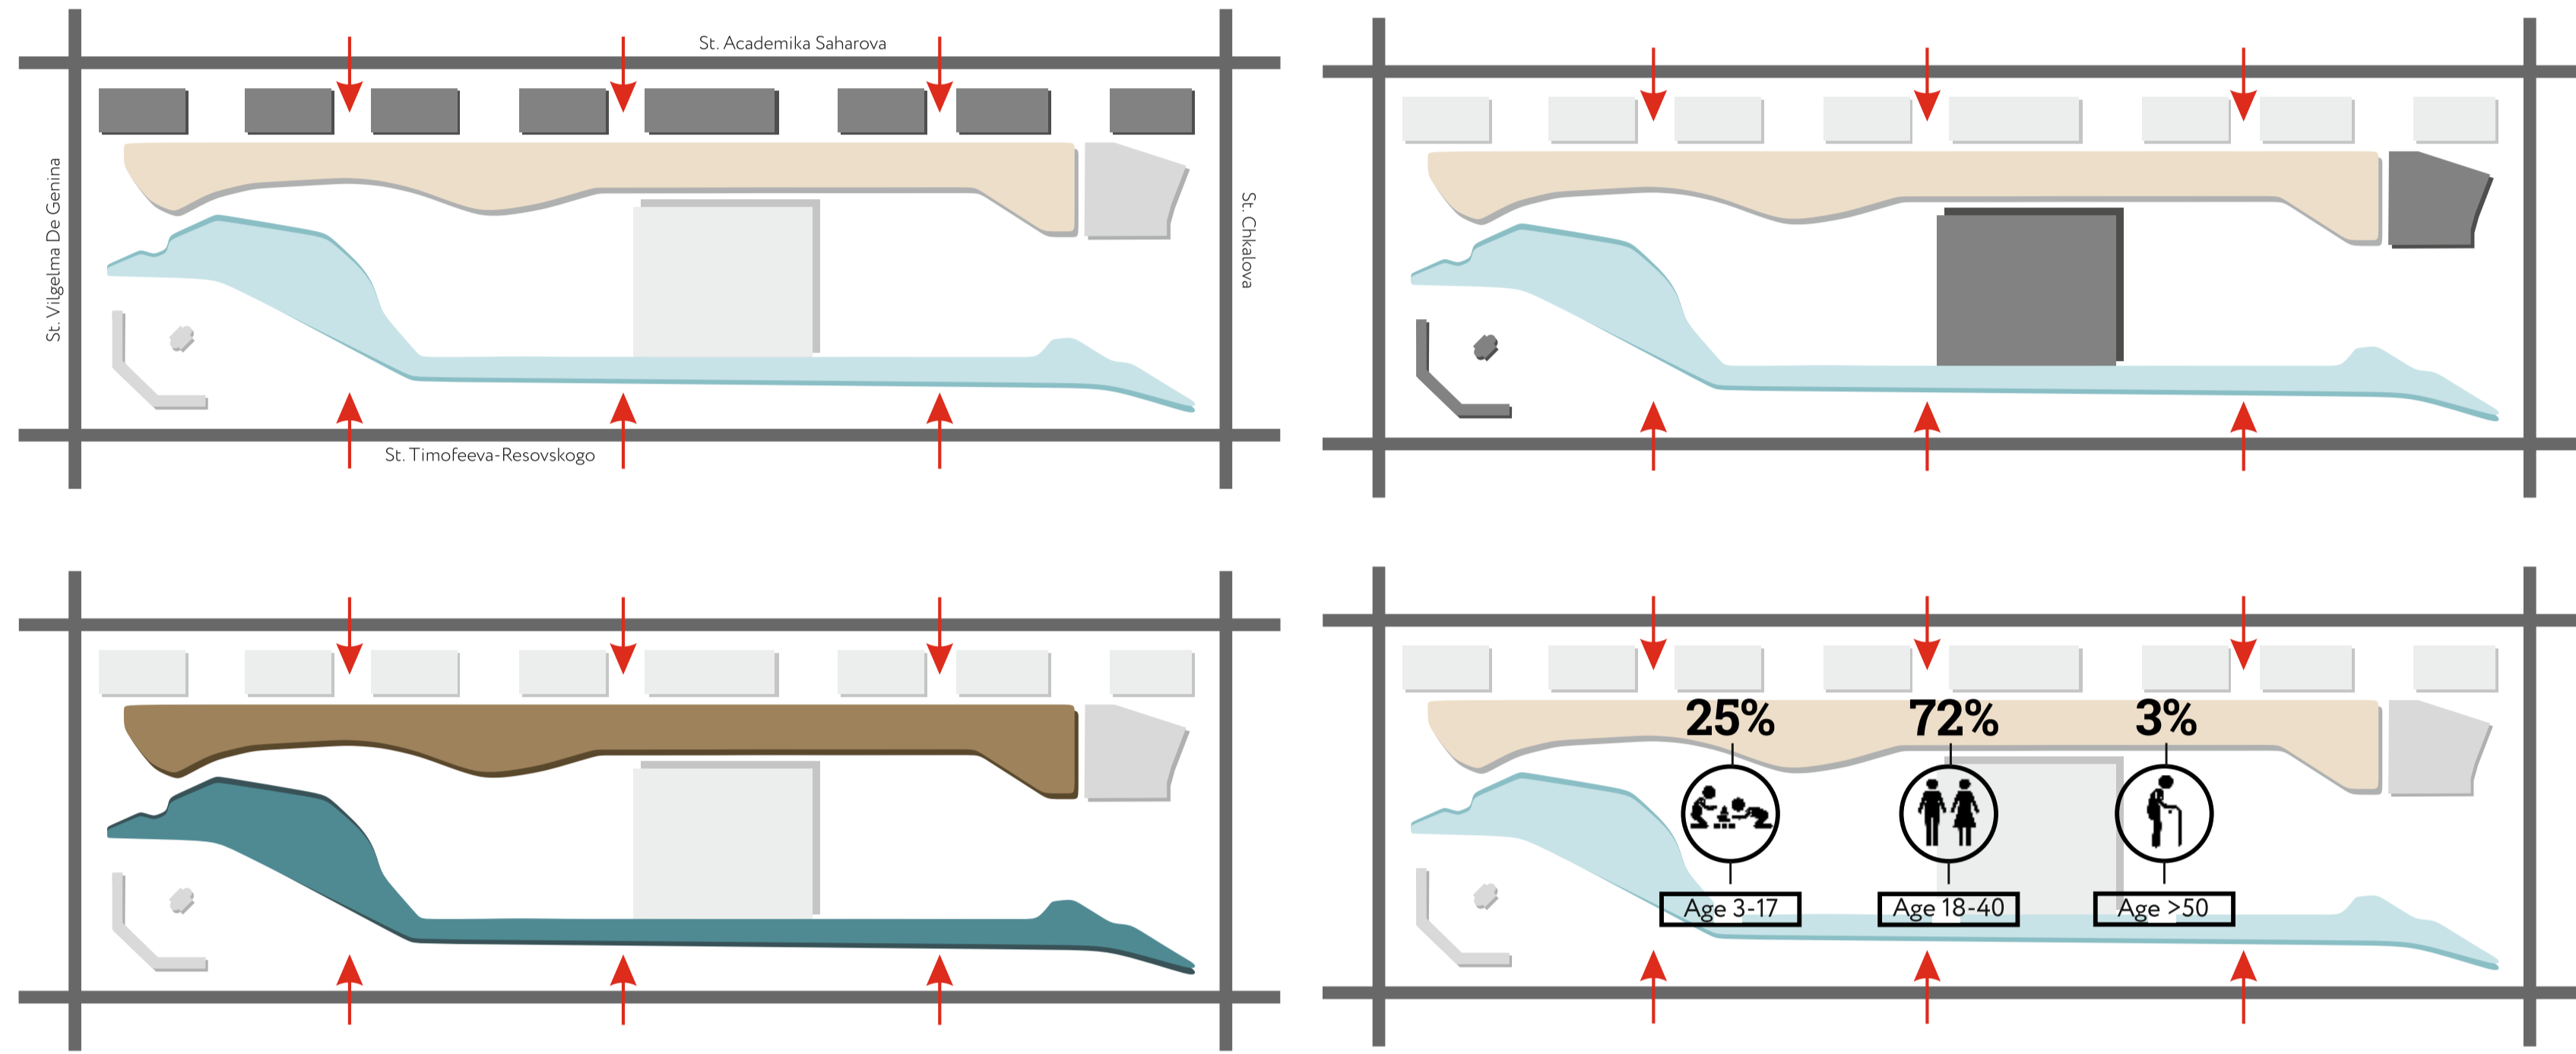 St. Academika Saharova
St. Vilgelma De Genina
St. Chkalova
St. Timofeeva-Resovskogo
25% 72% 3%
Age 3-17 Age 18-40 Age >50